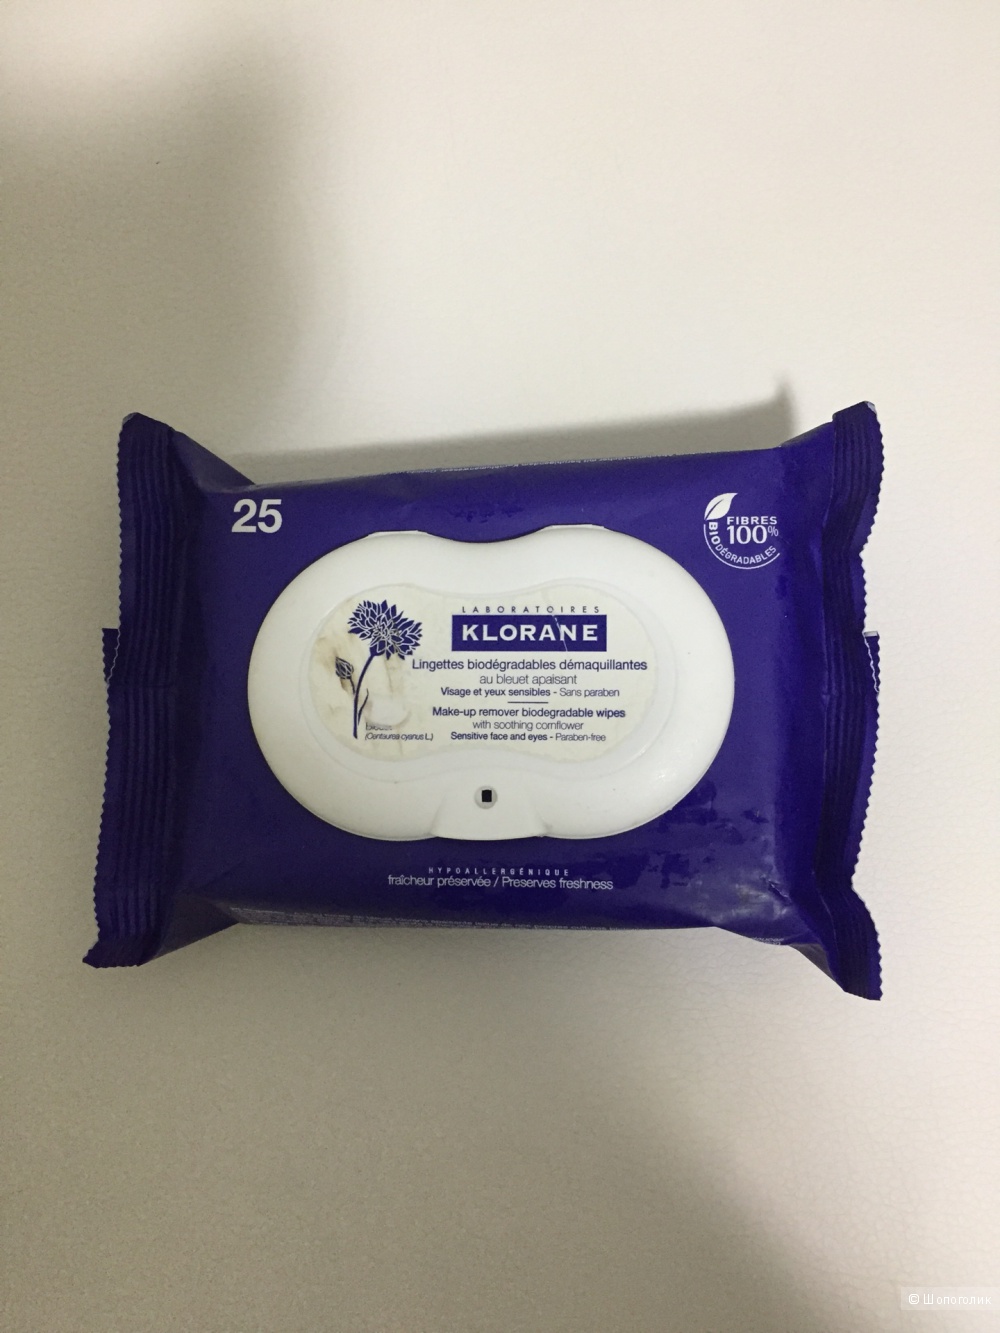 25
FIBRES
100%
BIODÉGRADABLES
LABORATOIRES
KLORANE
Lingettes biodégradables démaquillantes
au bleuet apaisant
Visage et yeux sensibles - Sans paraben
Make-up remover biodegradable wipes
with soothing cornflower
Sensitive face and eyes - Paraben-free
(Centaurea cyanus L.)
HYPOALLERGÉNIQUE
fraîcheur préservée / Preserves freshness
© Шопоголик